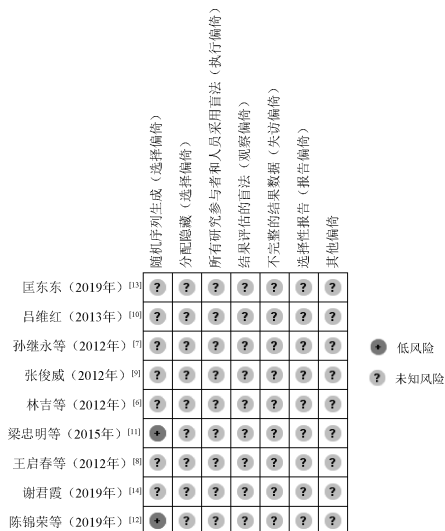 随机序列生成（选择偏倚）
分配隐藏（选择偏倚）
所有研究参与者和人员采用盲法（执行偏倚）
结果评估的盲法（观察偏倚）
不完整的结果数据（失访偏倚）
选择性报告（报告偏倚）
其他偏倚
匡东东（2019年）[13] ? ? ? ? ? ? ?
吕维红（2013年）[10] ? ? ? ? ? ? ?
孙继永等（2012年）[7] ? ? ? ? ? ? ?
张俊威（2012年）[9] ? ? ? ? ? ? ?
林吉等（2012年）[6] ? ? ? ? ? ? ?
梁忠明等（2015年）[11] + ? ? ? ? ? ?
王启春等（2012年）[8] ? ? ? ? ? ? ?
谢君霞（2019年）[14] ? ? ? ? ? ? ?
陈锦荣等（2019年）[12] + ? ? ? ? ? ?
+ 低风险
? 未知风险